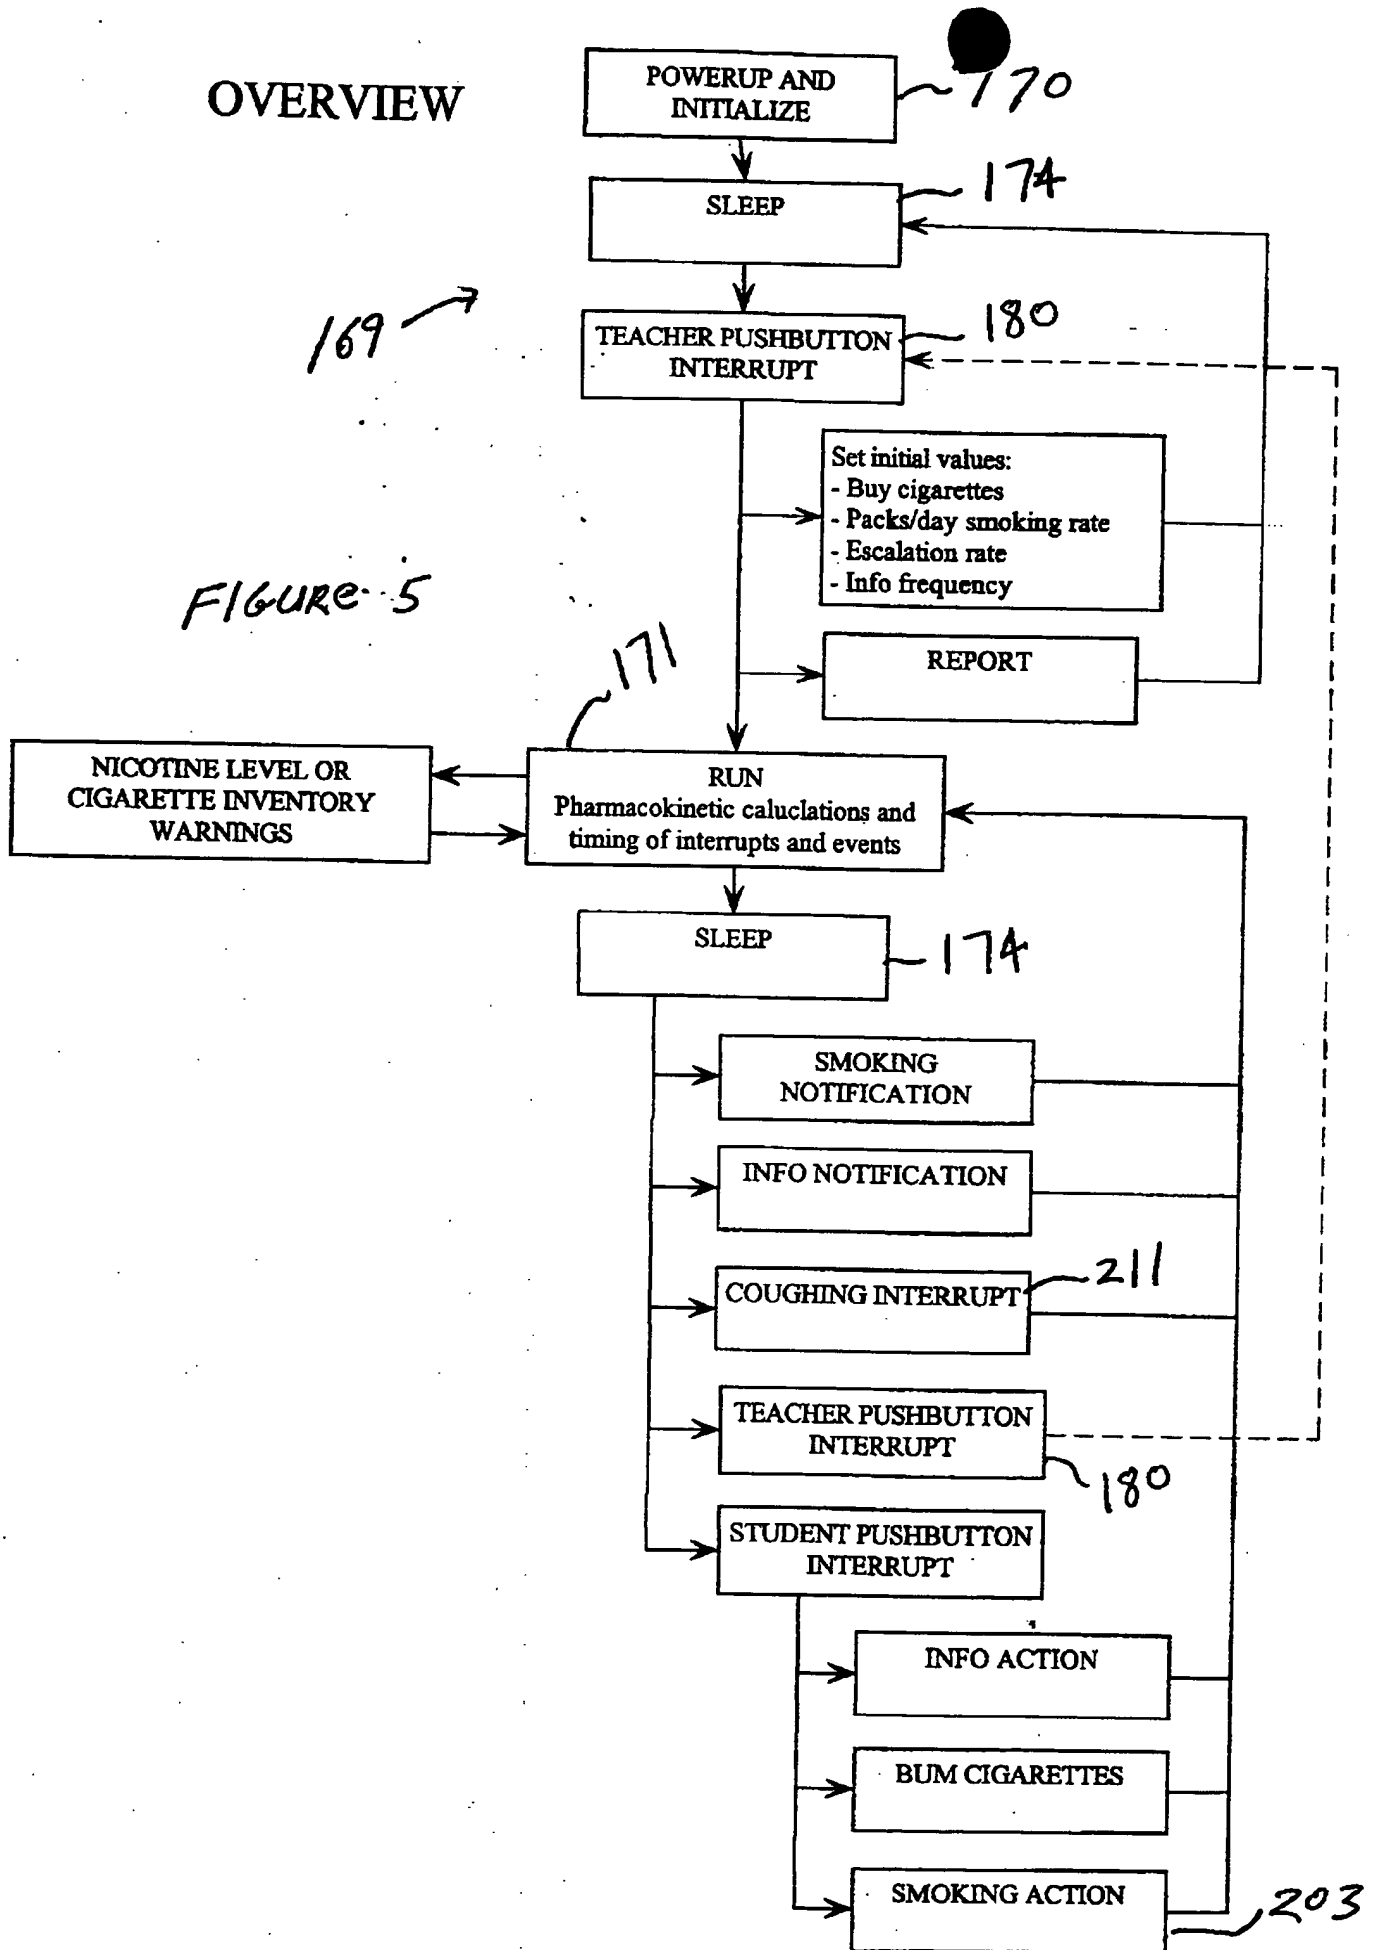 OVERVIEW
POWERUP AND
INITIALIZE
170
SLEEP
174
169
TEACHER PUSHBUTTON
INTERRUPT
180
Set initial values:
- Buy cigarettes
- Packs/day smoking rate
- Escalation rate
- Info frequency
FIGURE 5
REPORT
171
NICOTINE LEVEL OR
CIGARETTE INVENTORY
WARNINGS
RUN
Pharmacokinetic caluclations and
timing of interrupts and events
SLEEP
174
SMOKING
NOTIFICATION
INFO NOTIFICATION
COUGHING INTERRUPT
211
TEACHER PUSHBUTTON
INTERRUPT
180
STUDENT PUSHBUTTON
INTERRUPT
INFO ACTION
BUM CIGARETTES
SMOKING ACTION
203